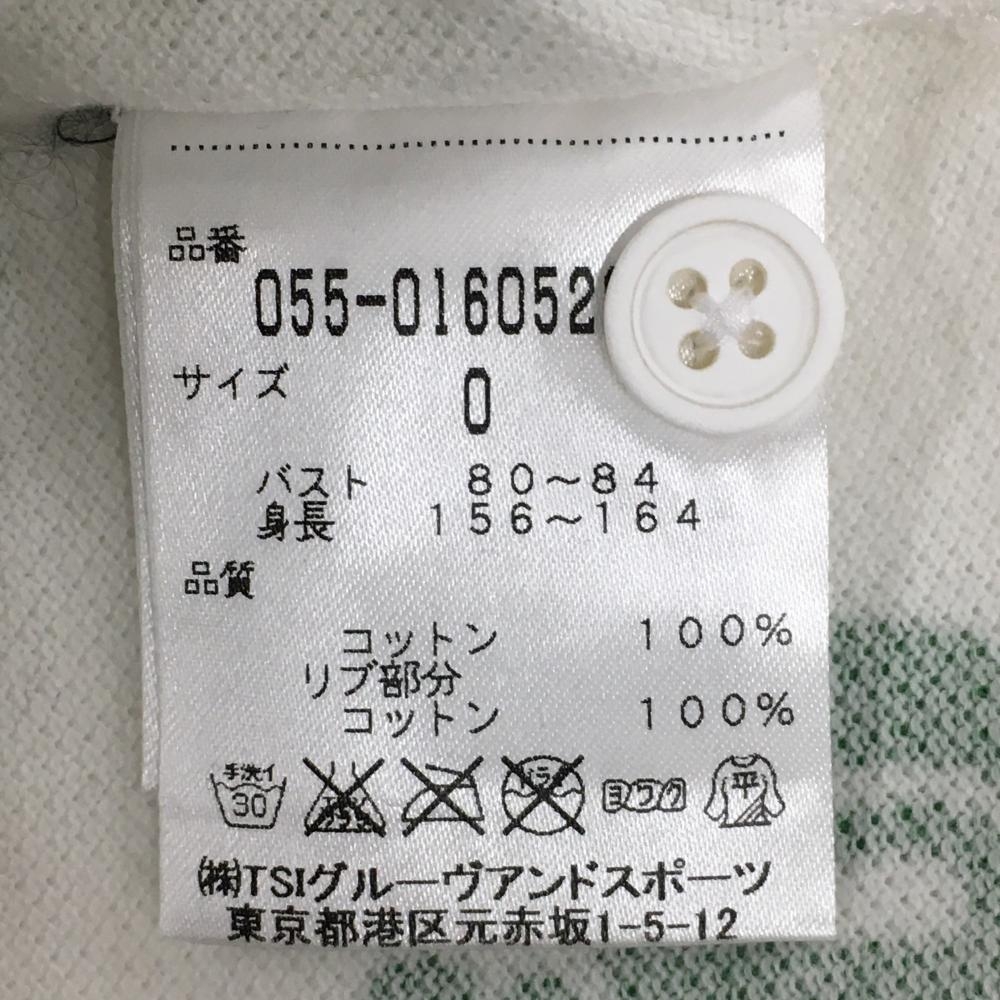 品番
055-016052
サイズ
0
バスト 80～84
身長 156～164
品質
コットン 100%
リブ部分
コットン 100%
手洗イ
30
平
㈱TSIグルーヴアンドスポーツ
東京都港区元赤坂1-5-12